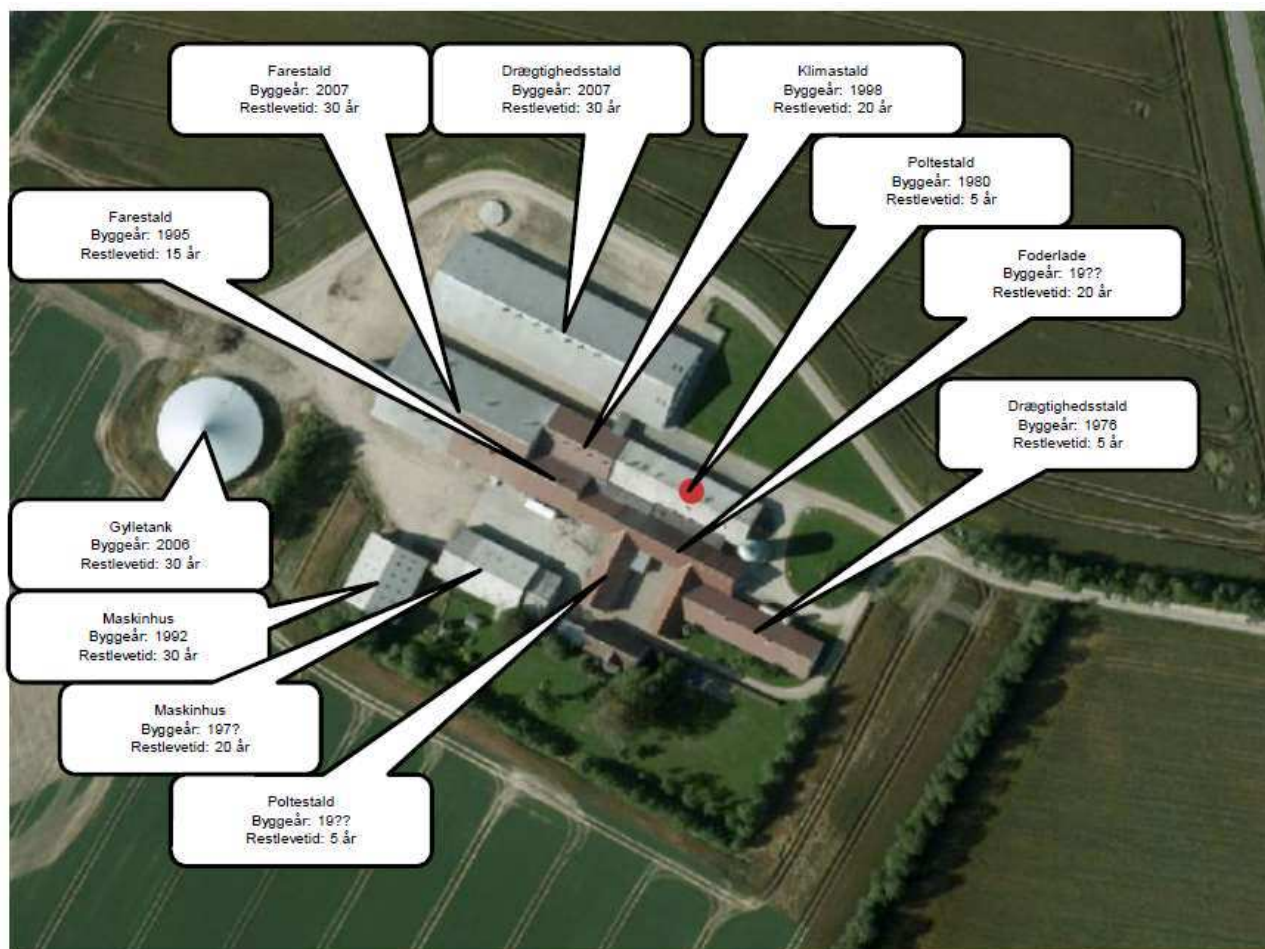 Farestald
Byggeår: 2007
Restlevetid: 30 år
Drægtighedsstald
Byggeår: 2007
Restlevetid: 30 år
Klimastald
Byggeår: 1998
Restlevetid: 20 år
Poltestald
Byggeår: 1980
Restlevetid: 5 år
Farestald
Byggeår: 1995
Restlevetid: 15 år
Foderlade
Byggeår: 19??
Restlevetid: 20 år
Drægtighedsstald
Byggeår: 1976
Restlevetid: 5 år
Gylletank
Byggeår: 2006
Restlevetid: 30 år
Maskinhus
Byggeår: 1992
Restlevetid: 30 år
Maskinhus
Byggeår: 197?
Restlevetid: 20 år
Poltestald
Byggeår: 19??
Restlevetid: 5 år